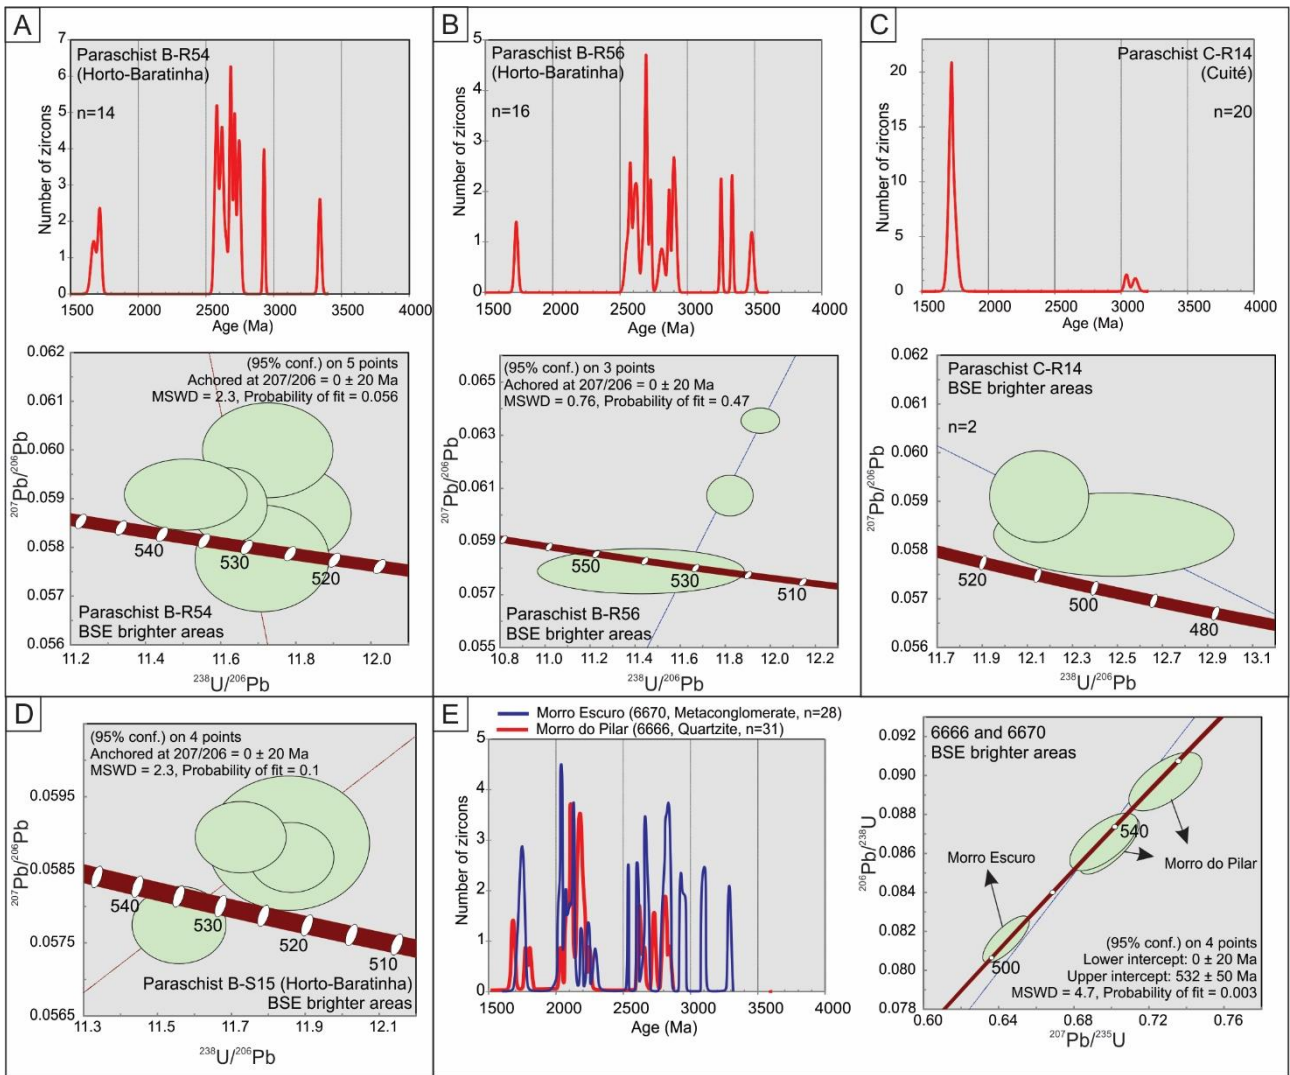 A
Paraschist B-R54
(Horto-Baratinha)
n=14
Number of zircons
7
6
5
4
3
2
1
0
1500 2000 2500 3000 3500 4000
Age (Ma)
(95% conf.) on 5 points
Achored at 207/206 = 0 ± 20 Ma
MSWD = 2.3, Probability of fit = 0.056
207Pb/206Pb
0.062
0.061
0.060
0.059
0.058
0.057
0.056
540
530
520
Paraschist B-R54
BSE brighter areas
11.2 11.4 11.6 11.8 12.0
238U/206Pb
B
Paraschist B-R56
(Horto-Baratinha)
n=16
Number of zircons
5
4
3
2
1
0
1500 2000 2500 3000 3500 4000
Age (Ma)
(95% conf.) on 3 points
Achored at 207/206 = 0 ± 20 Ma
MSWD = 0.76, Probability of fit = 0.47
207Pb/206Pb
0.065
0.063
0.061
0.059
0.057
0.055
550
530
510
Paraschist B-R56
BSE brighter areas
10.8 11.0 11.2 11.4 11.6 11.8 12.0 12.2
238U/206Pb
C
Paraschist C-R14
(Cuité)
n=20
Number of zircons
20
15
10
5
0
1500 2000 3000 4000
Age (Ma)
Paraschist C-R14
BSE brighter areas
n=2
207Pb/206Pb
0.062
0.061
0.060
0.059
0.058
0.057
0.056
520
500
480
11.7 11.9 12.1 12.3 12.5 12.7 12.9 13.1
238U/206Pb
D
(95% conf.) on 4 points
Anchored at 207/206 = 0 ± 20 Ma
MSWD = 2.3, Probability of fit = 0.1
207Pb/206Pb
0.0595
0.0585
0.0575
0.0565
540
530
520
510
Paraschist B-S15 (Horto-Baratinha)
BSE brighter areas
11.3 11.5 11.7 11.9 12.1
238U/206Pb
E
Morro Escuro (6670, Metaconglomerate, n=28)
Morro do Pilar (6666, Quartzite, n=31)
Number of zircons
5
4
3
2
1
0
1500 2000 2500 3000 3500 4000
Age (Ma)
6666 and 6670
BSE brighter areas
206Pb/238U
0.092
0.090
0.088
0.086
0.084
0.082
0.080
0.078
540
Morro Escuro
Morro do Pilar
500
(95% conf.) on 4 points
Lower intercept: 0 ± 20 Ma
Upper intercept: 532 ± 50 Ma
MSWD = 4.7, Probability of fit = 0.003
0.60 0.64 0.68 0.72 0.76
207Pb/235U